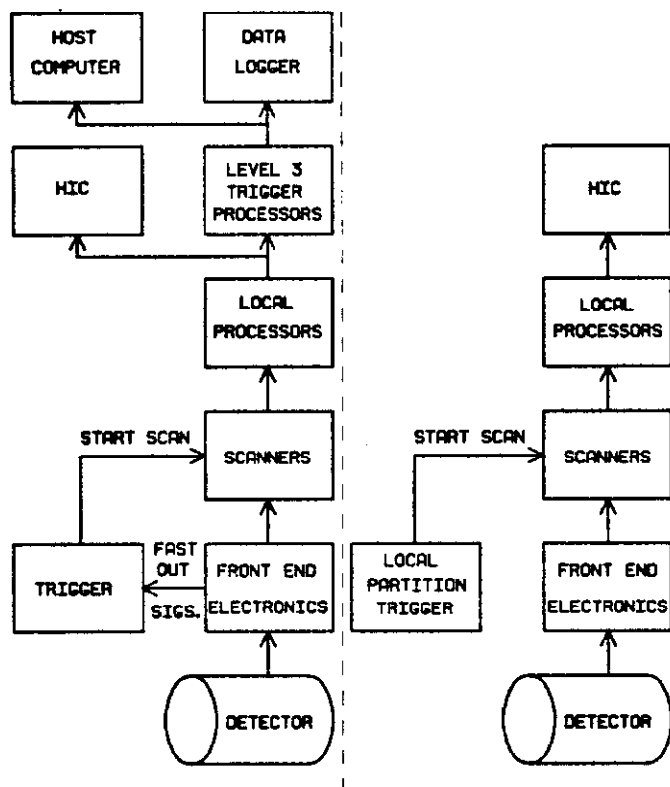 HOST
COMPUTER
DATA
LOGGER
HIC
LEVEL 3
TRIGGER
PROCESSORS
LOCAL
PROCESSORS
START SCAN
SCANNERS
TRIGGER
FAST
OUT
SIGS.
FRONT END
ELECTRONICS
DETECTOR
HIC
LOCAL
PROCESSORS
START SCAN
SCANNERS
LOCAL
PARTITION
TRIGGER
FRONT END
ELECTRONICS
DETECTOR